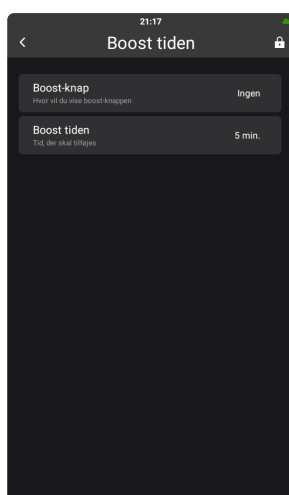 21:17
Boost tiden
Boost-knap
Hvor vil du vise boost-knappen
Ingen
Boost tiden
Tid, der skal tilføjes
5 min.